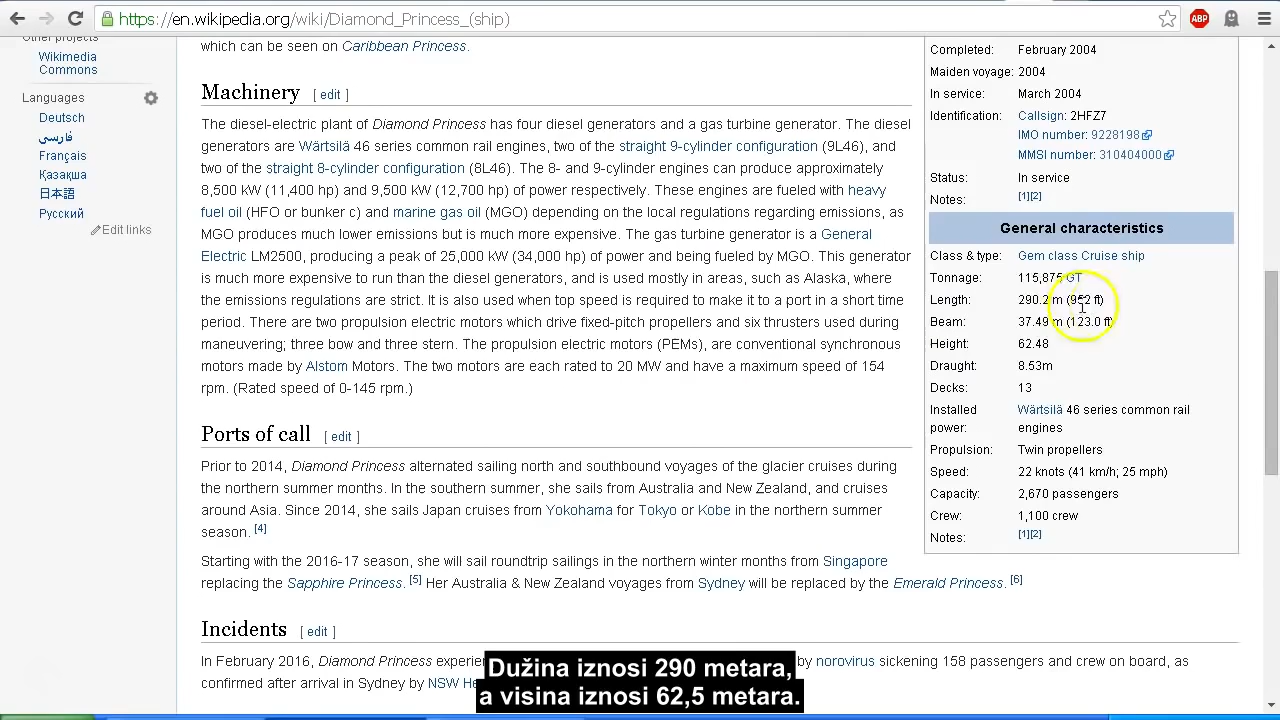 https://en.wikipedia.org/wiki/Diamond_Princess_(ship)
ABP
Other projects
Wikimedia
Commons
Languages
Deutsch
فارسی
Français
Қазақша
日本語
Русский
Edit links
which can be seen on Caribbean Princess.
Machinery [ edit ]
The diesel-electric plant of Diamond Princess has four diesel generators and a gas turbine generator. The diesel
generators are Wärtsilä 46 series common rail engines, two of the straight 9-cylinder configuration (9L46), and
two of the straight 8-cylinder configuration (8L46). The 8- and 9-cylinder engines can produce approximately
8,500 kW (11,400 hp) and 9,500 kW (12,700 hp) of power respectively. These engines are fueled with heavy
fuel oil (HFO or bunker c) and marine gas oil (MGO) depending on the local regulations regarding emissions, as
MGO produces much lower emissions but is much more expensive. The gas turbine generator is a General
Electric LM2500, producing a peak of 25,000 kW (34,000 hp) of power and being fueled by MGO. This generator
is much more expensive to run than the diesel generators, and is used mostly in areas, such as Alaska, where
the emissions regulations are strict. It is also used when top speed is required to make it to a port in a short time
period. There are two propulsion electric motors which drive fixed-pitch propellers and six thrusters used during
maneuvering; three bow and three stern. The propulsion electric motors (PEMs), are conventional synchronous
motors made by Alstom Motors. The two motors are each rated to 20 MW and have a maximum speed of 154
rpm. (Rated speed of 0-145 rpm.)
Ports of call [ edit ]
Prior to 2014, Diamond Princess alternated sailing north and southbound voyages of the glacier cruises during
the northern summer months. In the southern summer, she sails from Australia and New Zealand, and cruises
around Asia. Since 2014, she sails Japan cruises from Yokohama for Tokyo or Kobe in the northern summer
season. [4]
Starting with the 2016-17 season, she will sail roundtrip sailings in the northern winter months from Singapore
replacing the Sapphire Princess. [5] Her Australia & New Zealand voyages from Sydney will be replaced by the Emerald Princess. [6]
Incidents [ edit ]
In February 2016, Diamond Princess experie by norovirus sickening 158 passengers and crew on board, as
confirmed after arrival in Sydney by NSW He
Completed: February 2004
Maiden voyage: 2004
In service: March 2004
Identification: Callsign: 2HFZ7
IMO number: 9228198
MMSI number: 310404000
Status: In service
Notes: [1][2]
General characteristics
Class & type: Gem class Cruise ship
Tonnage: 115,875 GT
Length: 290.2 m (952 ft)
Beam: 37.49 m (123.0 ft)
Height: 62.48
Draught: 8.53m
Decks: 13
Installed Wärtsilä 46 series common rail
power: engines
Propulsion: Twin propellers
Speed: 22 knots (41 km/h; 25 mph)
Capacity: 2,670 passengers
Crew: 1,100 crew
Notes: [1][2]
Dužina iznosi 290 metara,
a visina iznosi 62,5 metara.